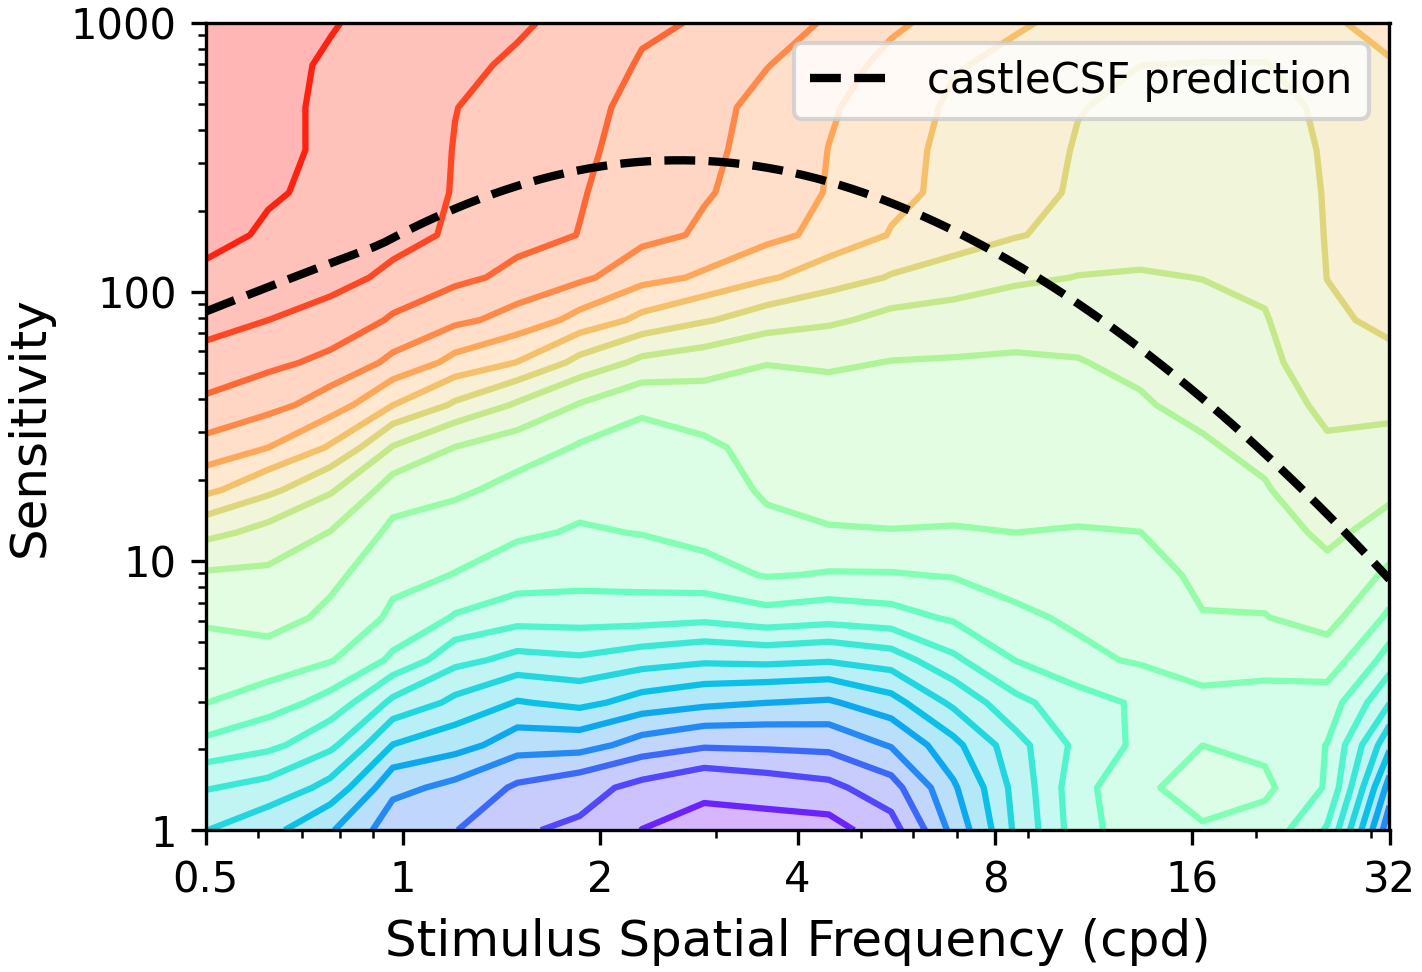 1000
100
10
1
Sensitivity
castleCSF prediction
0.5 1 2 4 8 16 32
Stimulus Spatial Frequency (cpd)